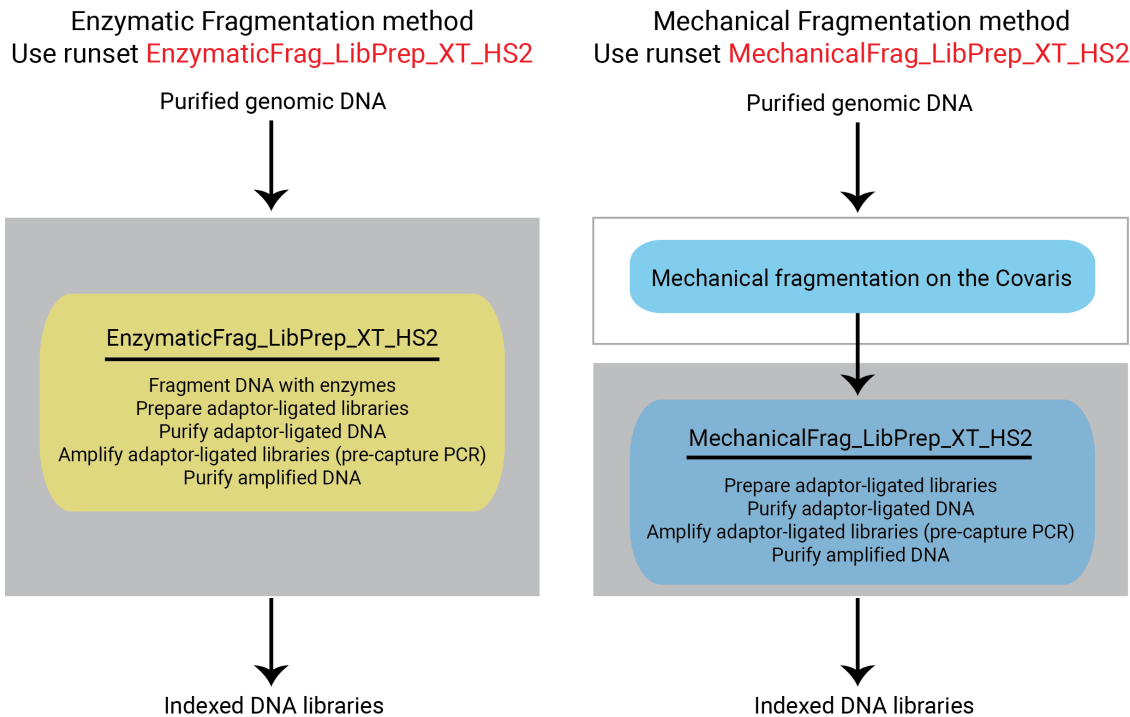 Enzymatic Fragmentation method
Use runset EnzymaticFrag_LibPrep_XT_HS2
Purified genomic DNA
EnzymaticFrag_LibPrep_XT_HS2
Fragment DNA with enzymes
Prepare adaptor-ligated libraries
Purify adaptor-ligated DNA
Amplify adaptor-ligated libraries (pre-capture PCR)
Purify amplified DNA
Indexed DNA libraries
Mechanical Fragmentation method
Use runset MechanicalFrag_LibPrep_XT_HS2
Purified genomic DNA
Mechanical fragmentation on the Covaris
MechanicalFrag_LibPrep_XT_HS2
Prepare adaptor-ligated libraries
Purify adaptor-ligated DNA
Amplify adaptor-ligated libraries (pre-capture PCR)
Purify amplified DNA
Indexed DNA libraries